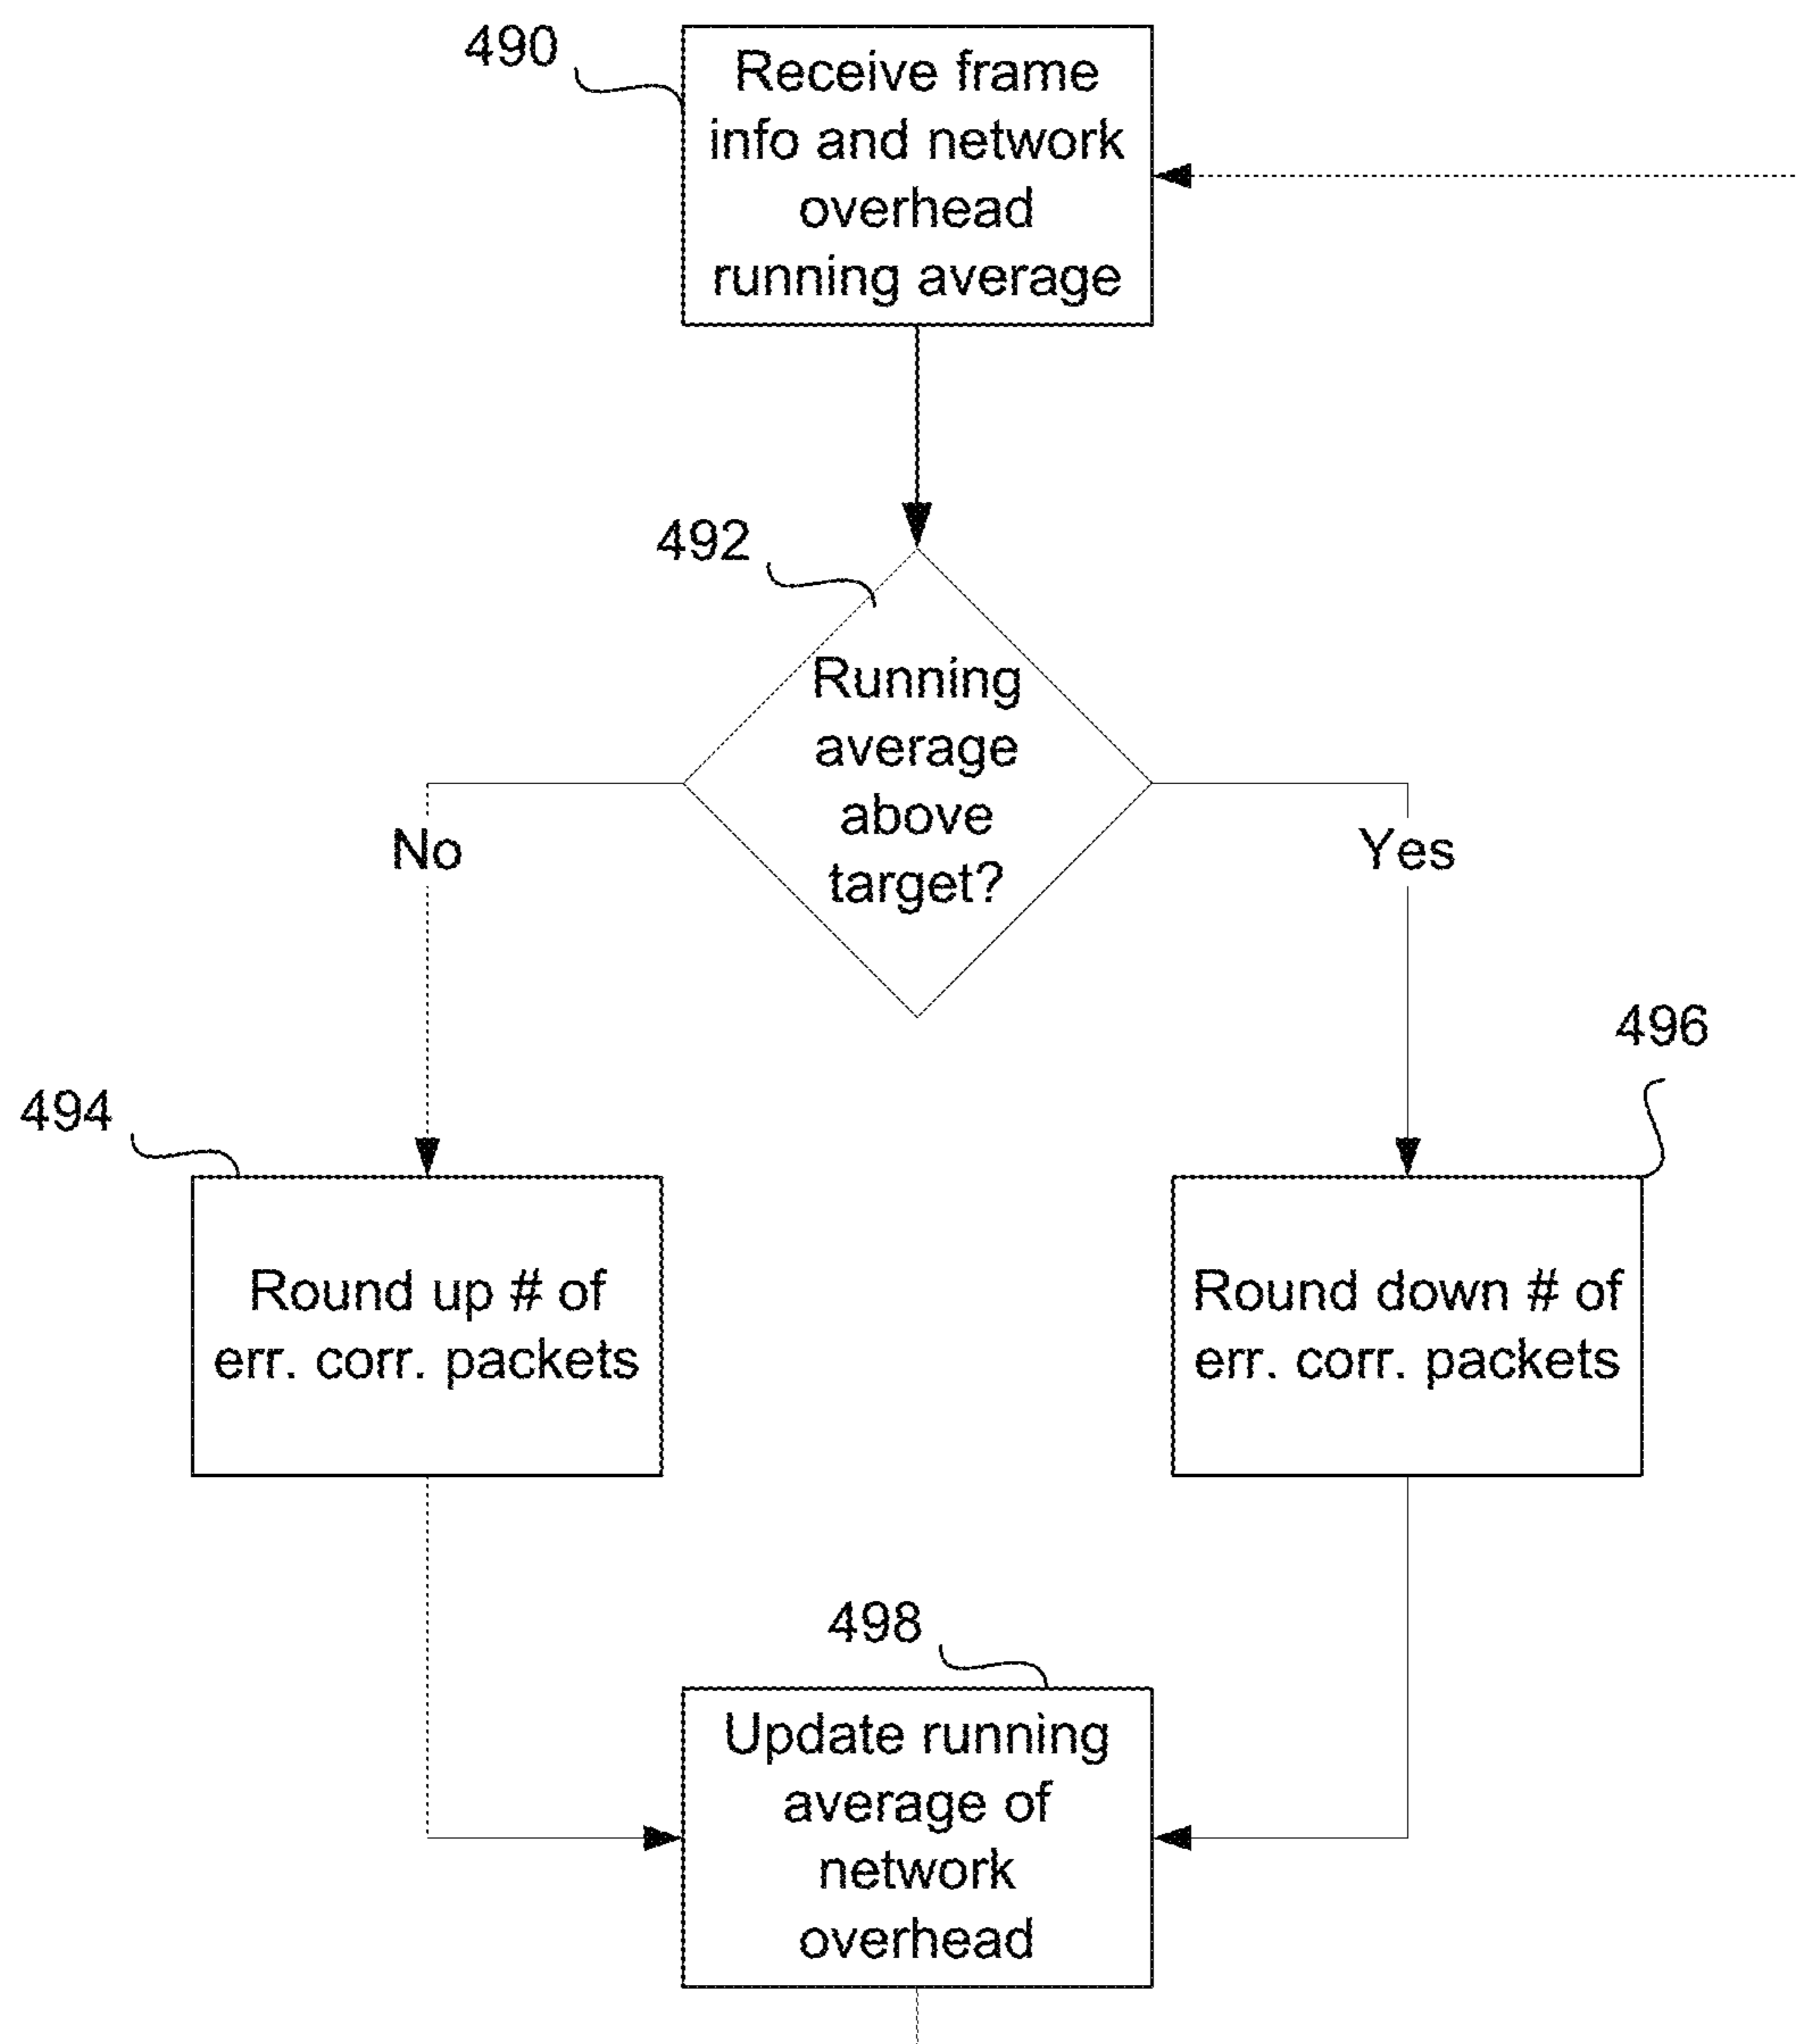 490
Receive frame
info and network
overhead
running average
492
Running
average
above
target?
No
Yes
494
496
Round up # of
err. corr. packets
Round down # of
err. corr. packets
498
Update running
average of
network
overhead